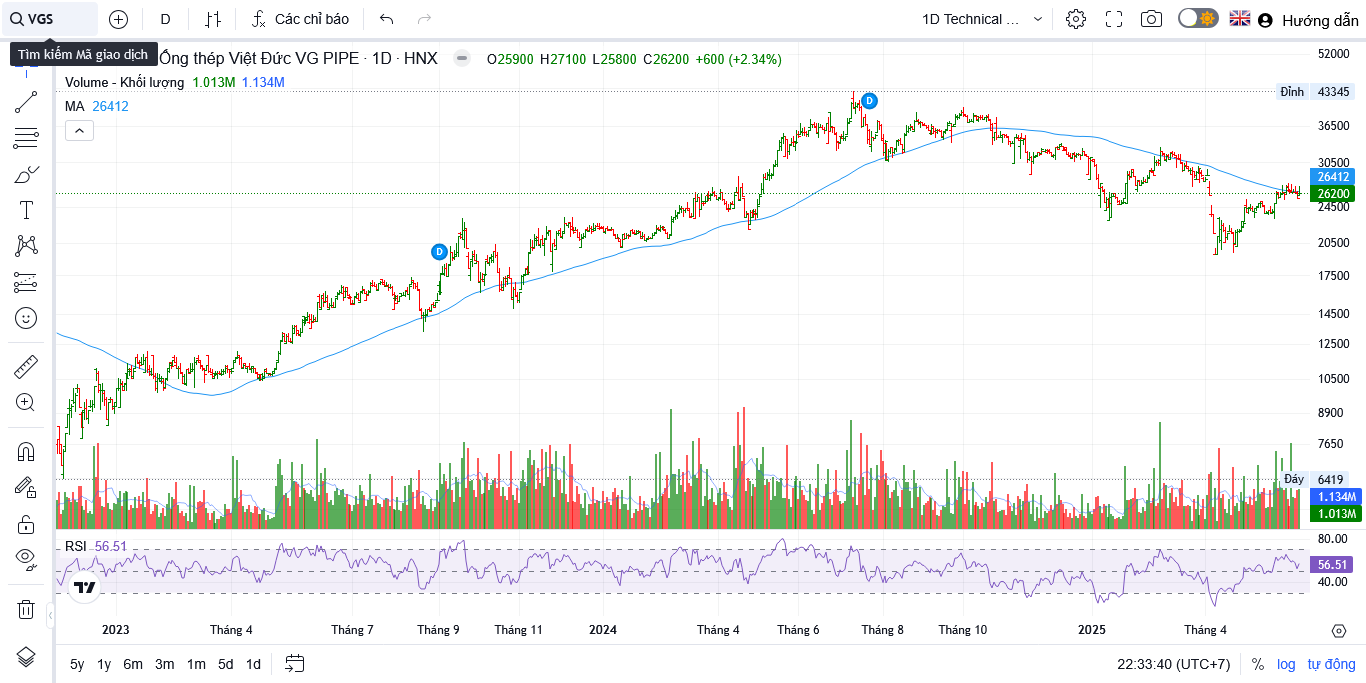 VGS D Các chỉ báo 1D Technical ... Hướng dẫn
Tìm kiếm Mã giao dịch
Ống thép Việt Đức VG PIPE · 1D · HNX O25900 H27100 L25800 C26200 +600 (+2.34%)
Volume - Khối lượng 1.013M 1.134M
MA 26412
52000
Đỉnh 43345
36500
30500
26412
26200
24500
20500
17500
14500
12500
10500
8900
7650
Đáy 6419
1.134M
1.013M
D
D
RSI 56.51
80.00
56.51
40.00
2023 Tháng 4 Tháng 7 Tháng 9 Tháng 11 2024 Tháng 4 Tháng 6 Tháng 8 Tháng 10 2025 Tháng 4
5y 1y 6m 3m 1m 5d 1d 22:33:40 (UTC+7) % log tự động